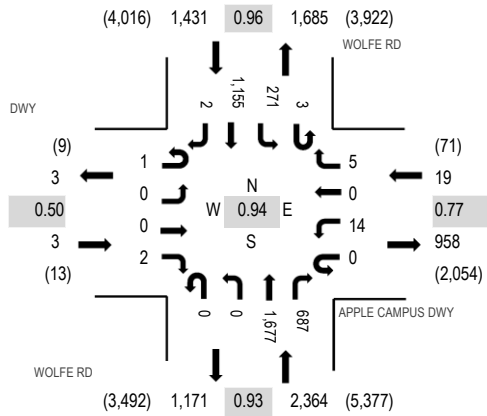 (4,016) 1,431 0.96 1,685 (3,922)
WOLFE RD
2 1,155 271 3
DWY
(9)
3
0.50
3
(13)
1
0
0
2
N
W 0.94 E
S
5
0
14
0
(71)
19
0.77
958
(2,054)
0 0 1,677 687
APPLE CAMPUS DWY
WOLFE RD
(3,492) 1,171 0.93 2,364 (5,377)